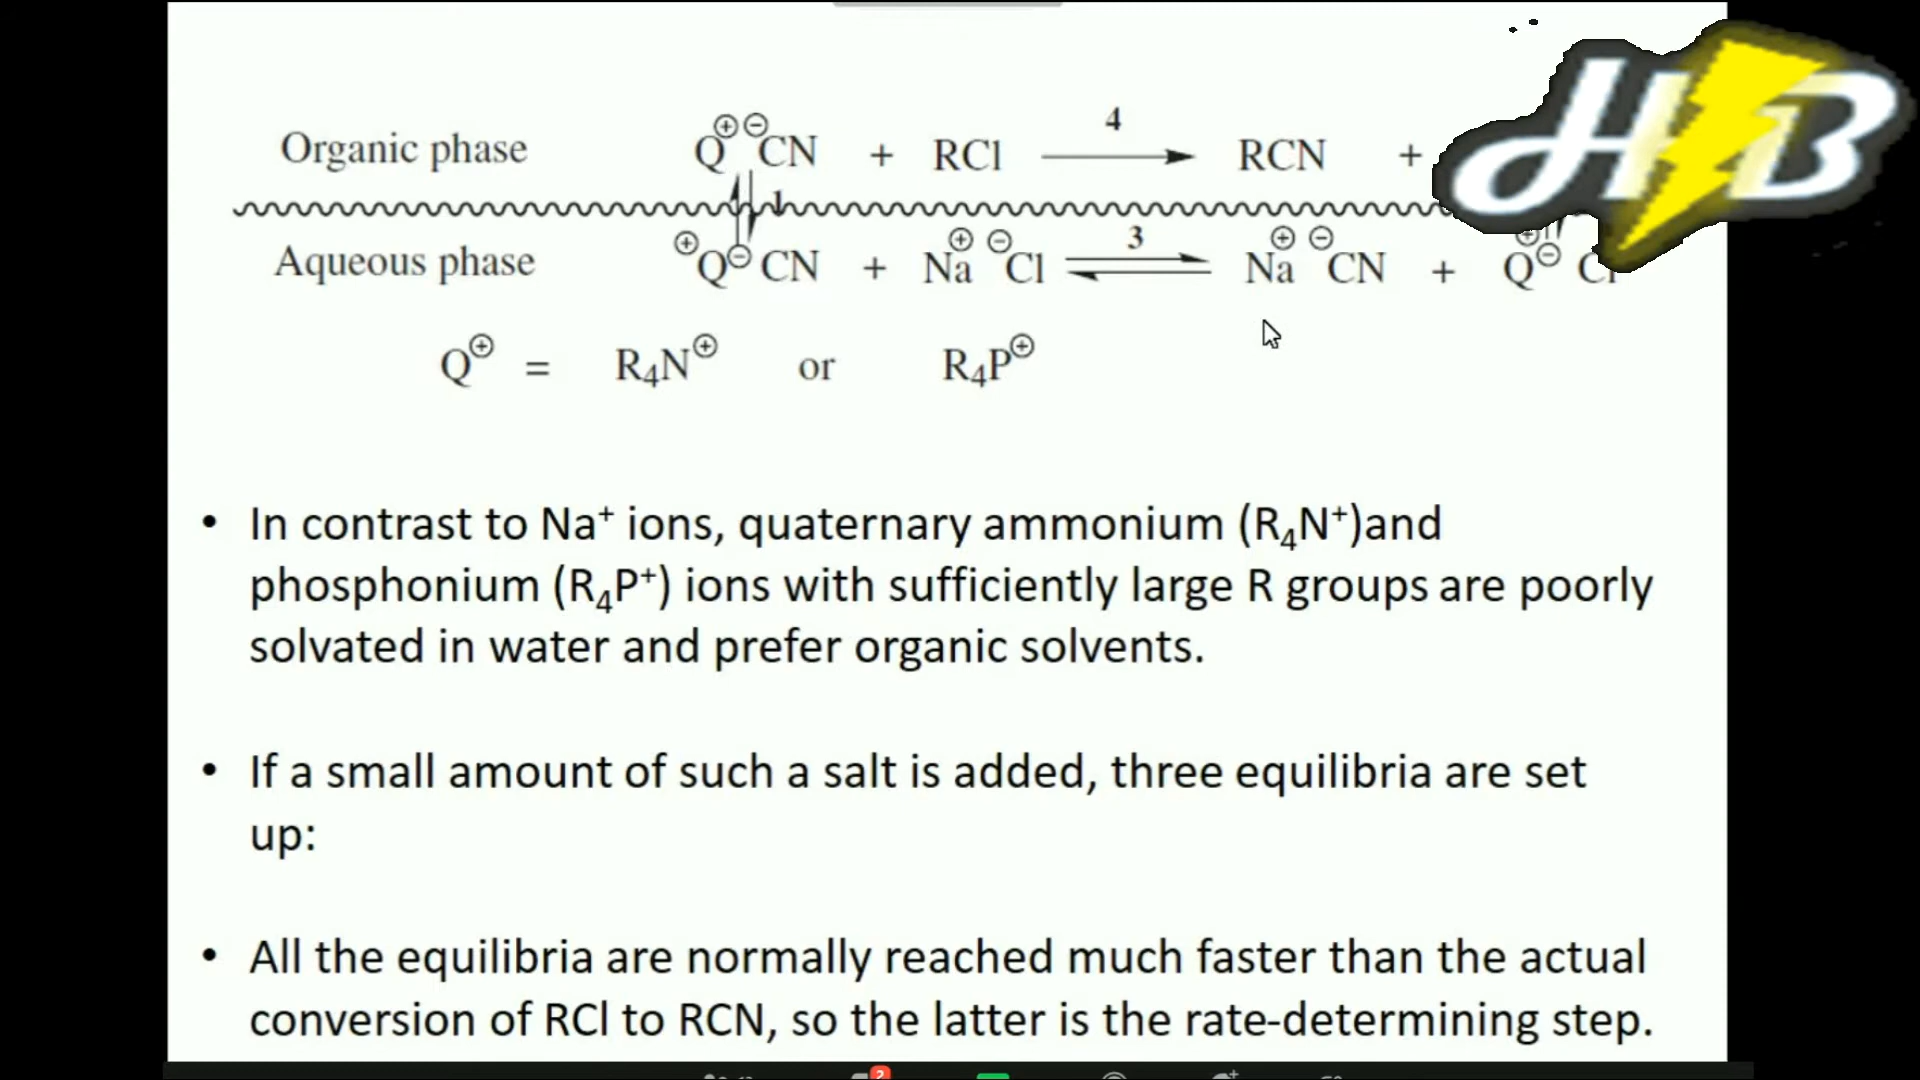 Organic phase Q⊕ ⊖CN + RCl 4 RCN +
1
Aqueous phase ⊕Q⊖ CN + Na⊕ ⊖Cl 3 Na⊕ ⊖CN + Q⊕⊖ Cl
Q⊕ = R₄N⊕ or R₄P⊕
HB
• In contrast to Na⁺ ions, quaternary ammonium (R₄N⁺)and
phosphonium (R₄P⁺) ions with sufficiently large R groups are poorly
solvated in water and prefer organic solvents.
• If a small amount of such a salt is added, three equilibria are set
up:
• All the equilibria are normally reached much faster than the actual
conversion of RCl to RCN, so the latter is the rate-determining step.
2